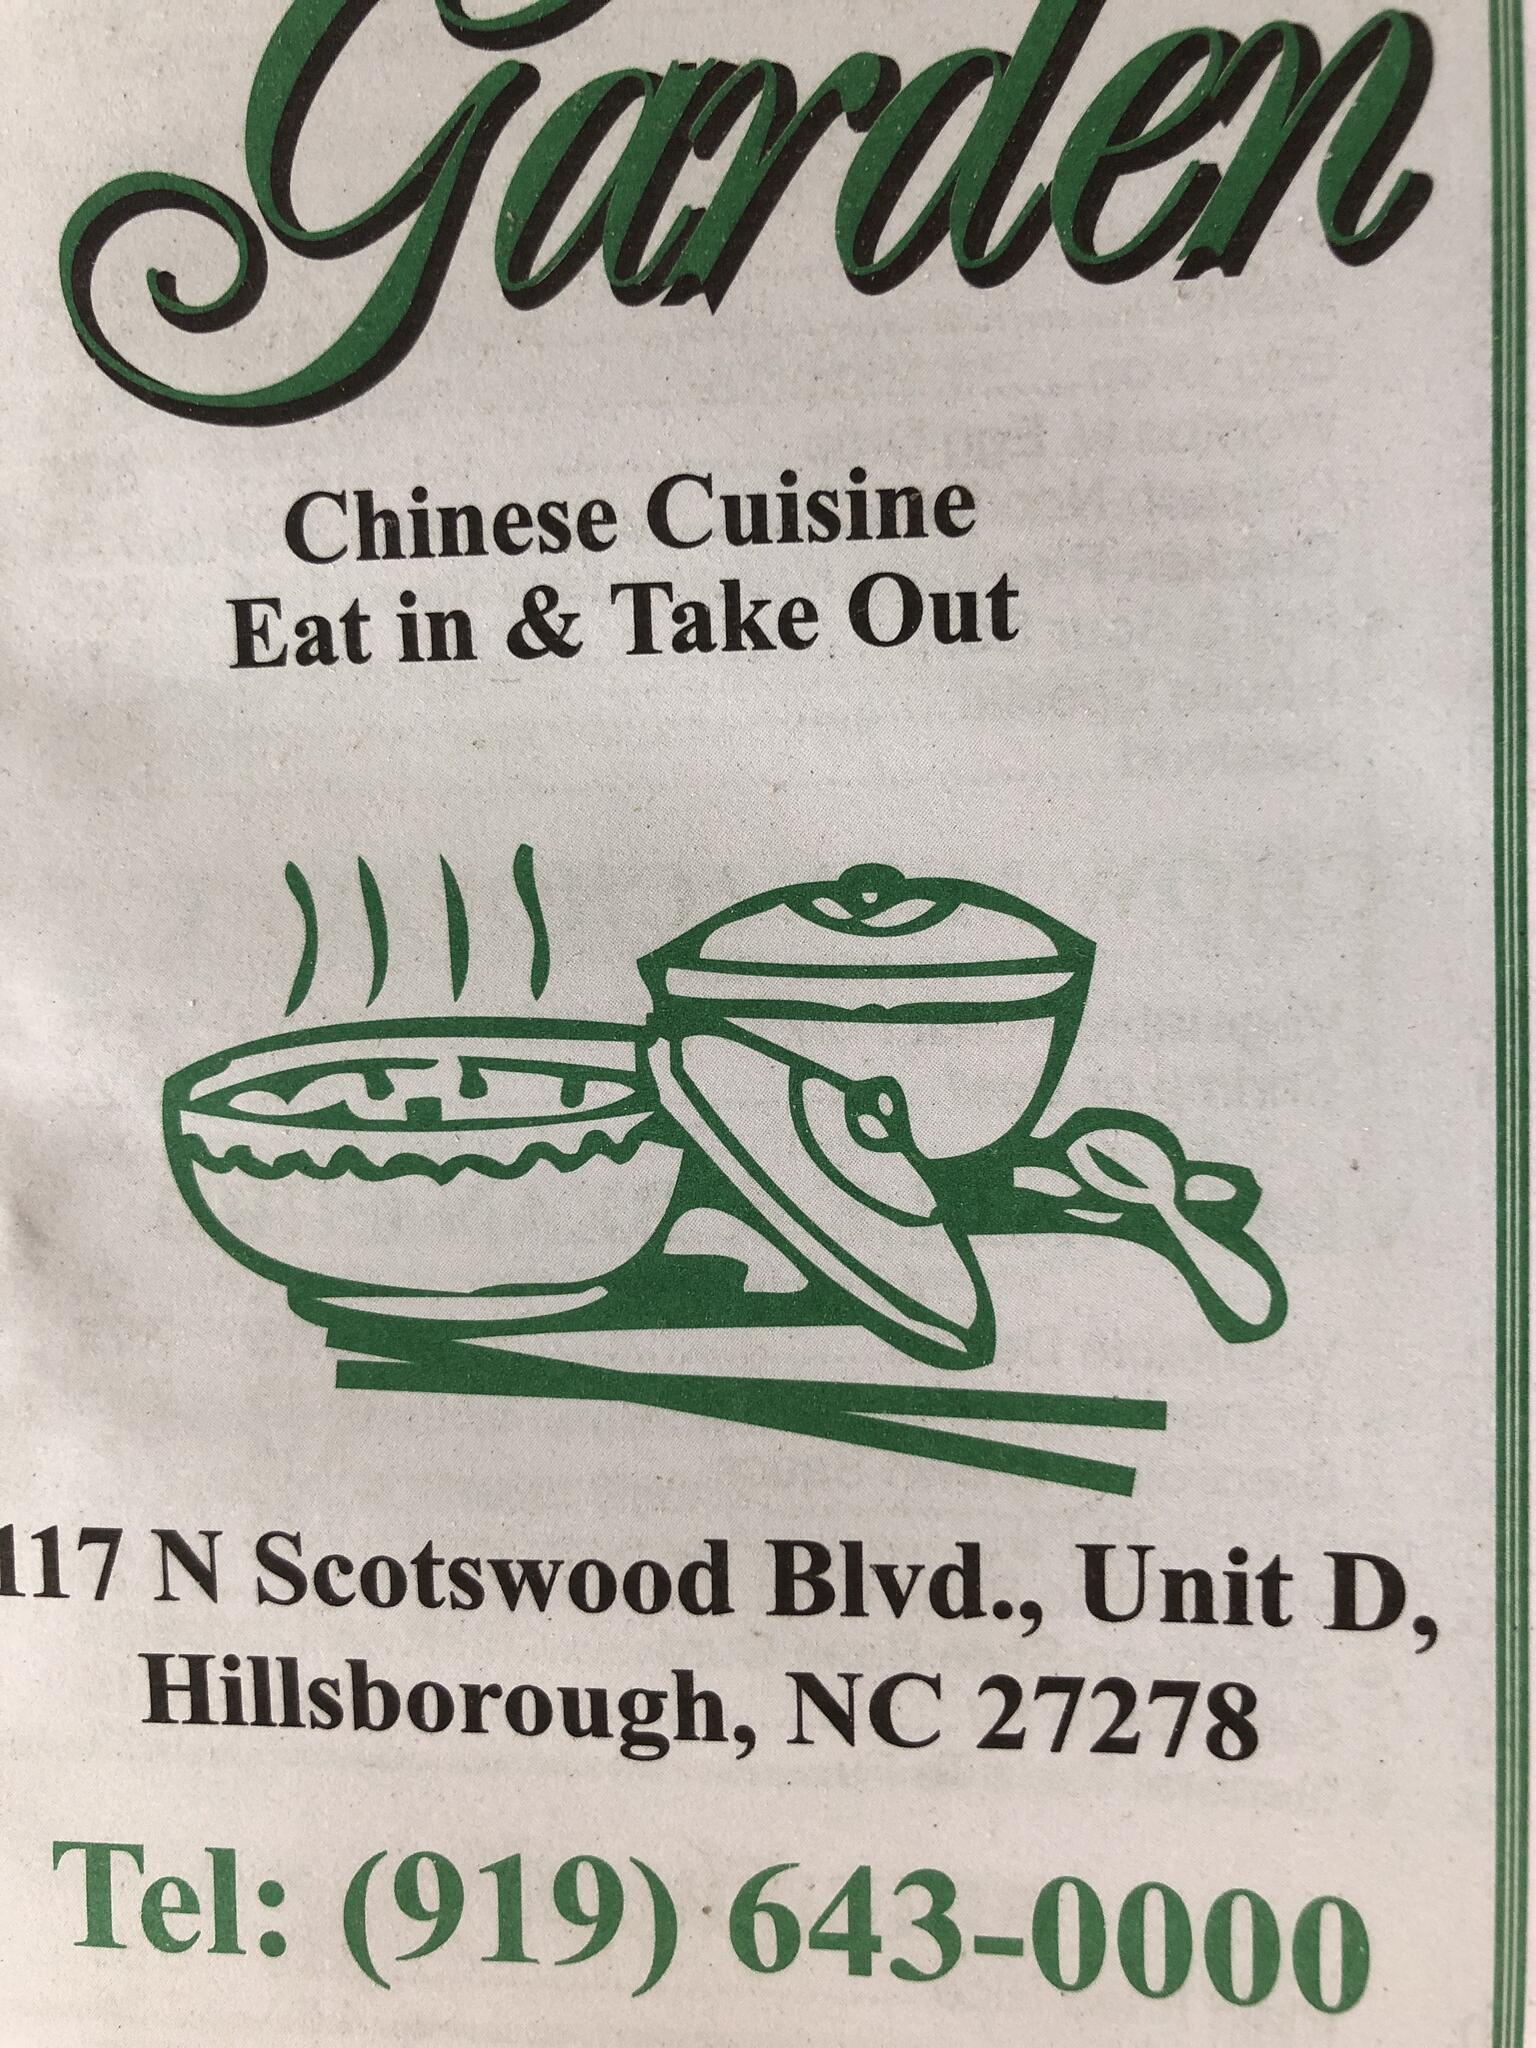 Garden
Chinese Cuisine
Eat in & Take Out
117 N Scotswood Blvd., Unit D,
Hillsborough, NC 27278
Tel: (919) 643-0000